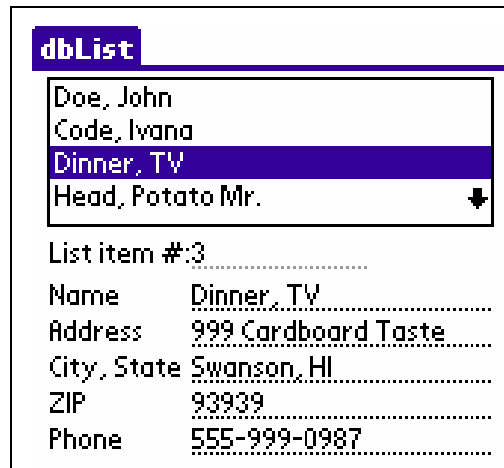 dbList
Doe, John
Code, Ivana
Dinner, TV
Head, Potato Mr.
List item #:3
Name Dinner, TV
Address 999 Cardboard Taste
City, State Swanson, HI
ZIP 93939
Phone 555-999-0987